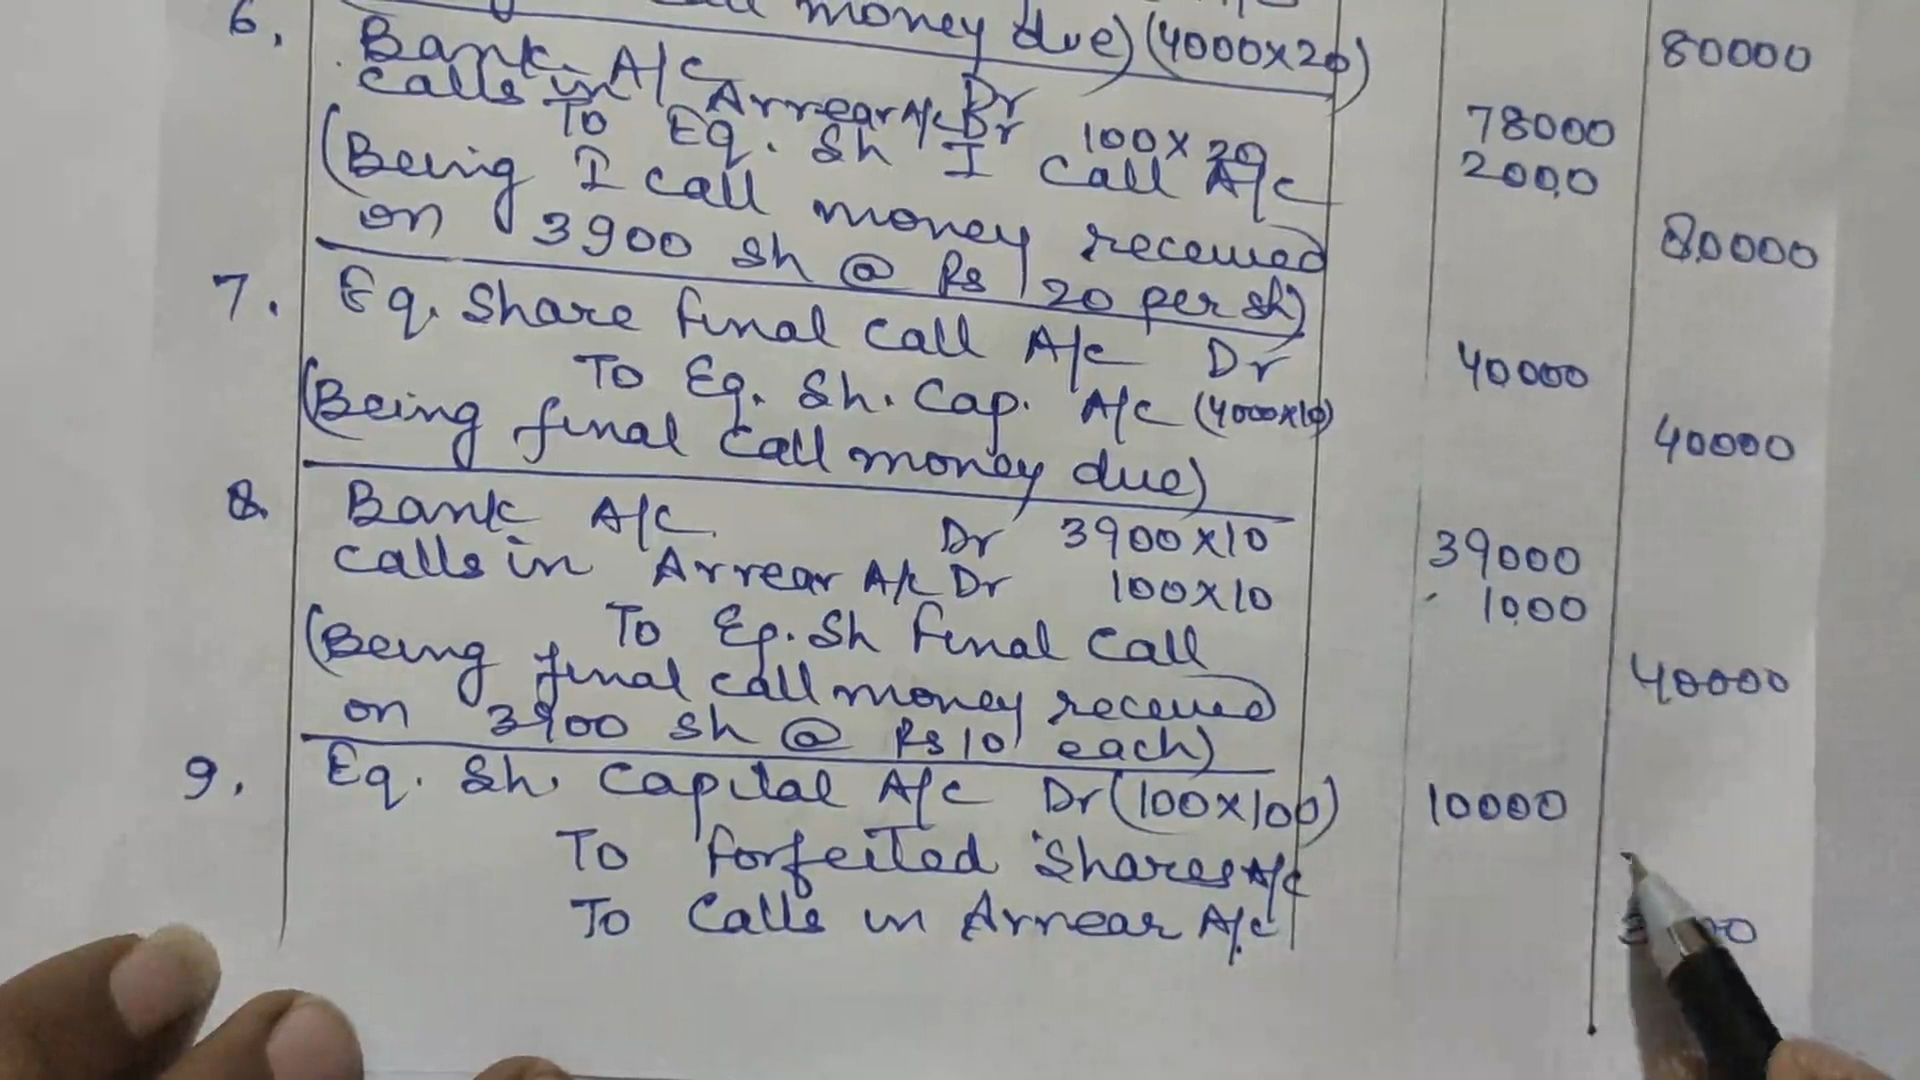 call money due) (4000×20)
80000
6. Bank A/c Dr
78000
Calls in Arrear A/c Dr 100×20
2000
To Eq. Sh I Call A/c
80000
(Being I call money received
on 3900 sh @ Rs 20 per sh)
7. Eq. Share final call A/c Dr
40000
To Eq. Sh. Cap. A/c (4000×10)
40000
(Being final call money due)
8. Bank A/c Dr 3900×10
39000
Calls in Arrear A/c Dr 100×10
1000
To Eq. Sh final Call
40000
(Being final call money received
on 3900 sh @ Rs 10 each)
9. Eq. Sh. Capital A/c Dr (100×100)
10000
To forfeited Shares A/c
To Calls in Arrear A/c